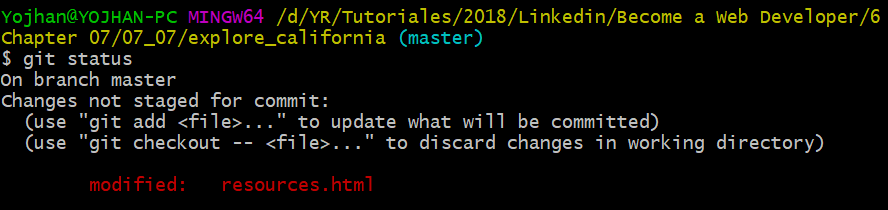 Yojhan@YOJHAN-PC MINGW64 /d/YR/Tutoriales/2018/Linkedin/Become a Web Developer/6
Chapter 07/07_07/explore_california (master)
$ git status
On branch master
Changes not staged for commit:
  (use "git add <file>..." to update what will be committed)
  (use "git checkout -- <file>..." to discard changes in working directory)
        modified:   resources.html